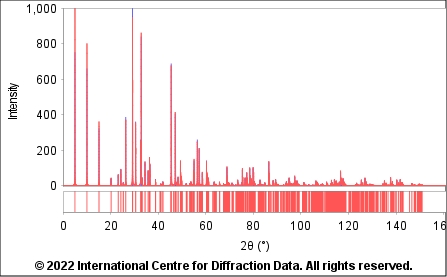 1,000
800
600
400
200
0
Intensity
0 20 40 60 80 100 120 140 16
2θ (°)
© 2022 International Centre for Diffraction Data. All rights reserved.